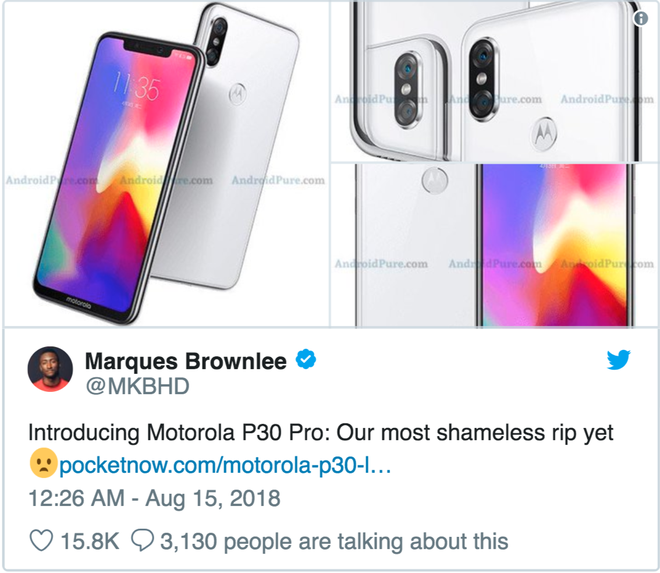 11:35
AndroidPure.com AndroidPure.com AndroidPure.com
motorola
AndroidPure.com AndroidPure.com AndroidPure.com
AndroidPure.com AndroidPure.com AndroidPure.com
Marques Brownlee
@MKBHD
Introducing Motorola P30 Pro: Our most shameless rip yet
pocketnow.com/motorola-p30-l…
12:26 AM - Aug 15, 2018
15.8K 3,130 people are talking about this